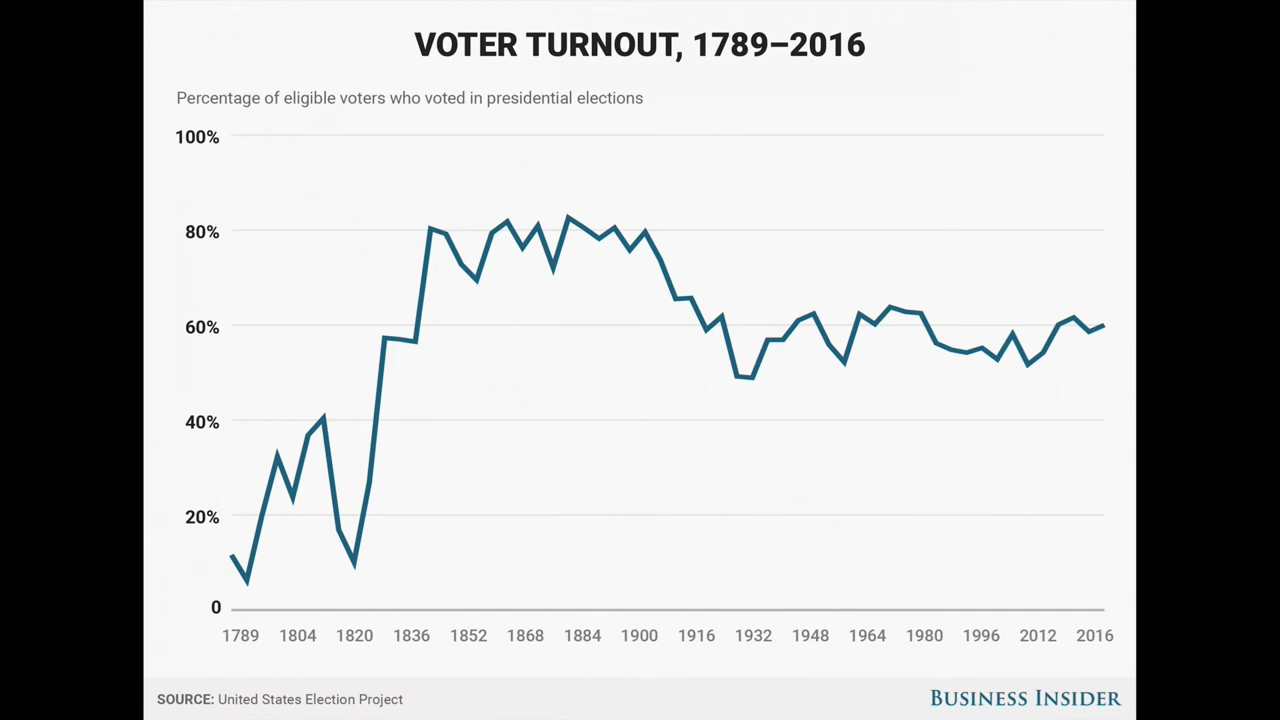 VOTER TURNOUT, 1789–2016
Percentage of eligible voters who voted in presidential elections
100%
80%
60%
40%
20%
0
1789 1804 1820 1836 1852 1868 1884 1900 1916 1932 1948 1964 1980 1996 2012 2016
SOURCE: United States Election Project
BUSINESS INSIDER